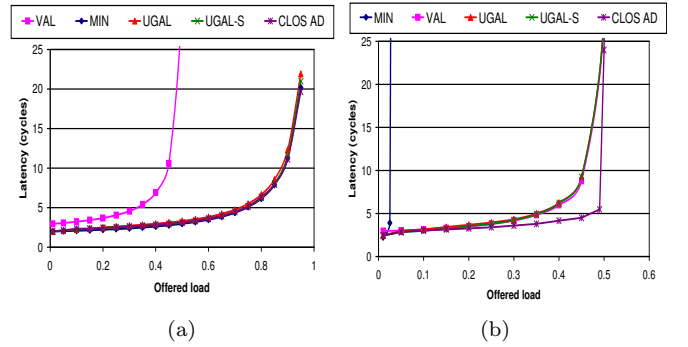 VAL MIN UGAL UGAL-S CLOS AD
25
20
15
10
5
0
Latency (cycles)
0 0.2 0.4 0.6 0.8 1
Offered load
(a)
MIN VAL UGAL UGAL-S CLOS AD
25
20
15
10
5
0
Latency (cycles)
0 0.1 0.2 0.3 0.4 0.5 0.6
Offered load
(b)